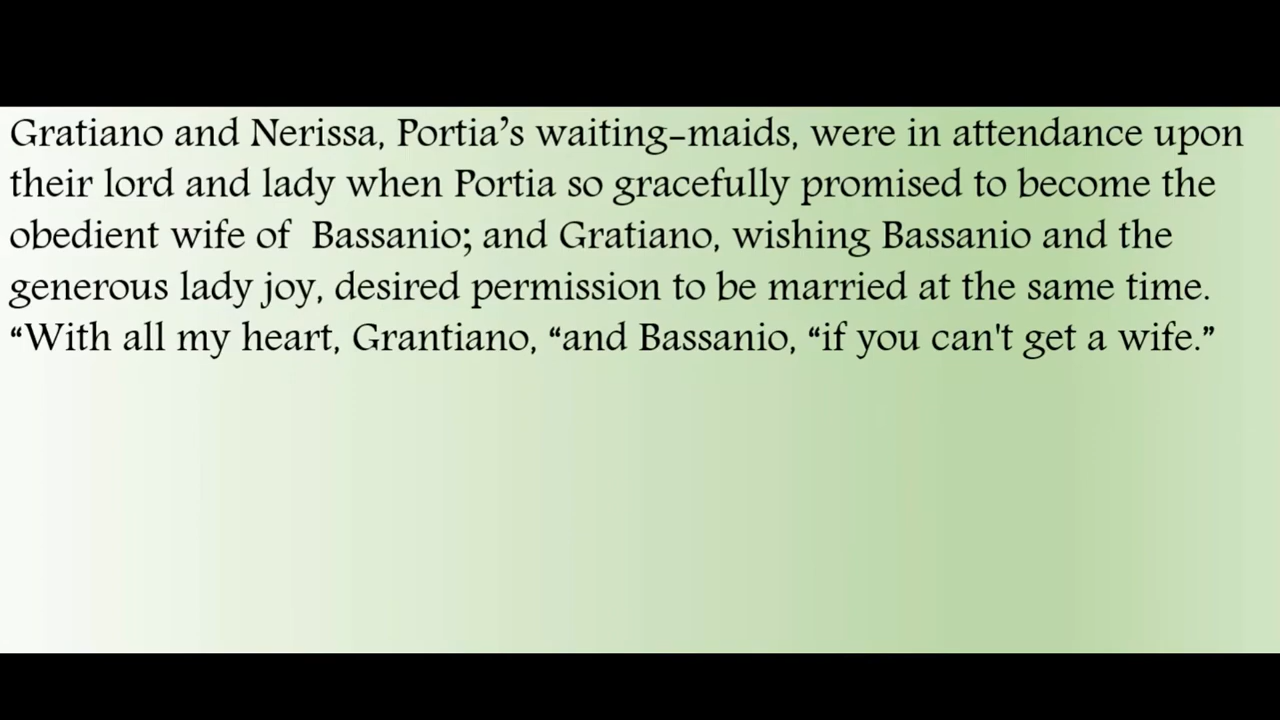 Gratiano and Nerissa, Portia’s waiting-maids, were in attendance upon
their lord and lady when Portia so gracefully promised to become the
obedient wife of  Bassanio; and Gratiano, wishing Bassanio and the
generous lady joy, desired permission to be married at the same time.
“With all my heart, Grantiano, “and Bassanio, “if you can't get a wife.”